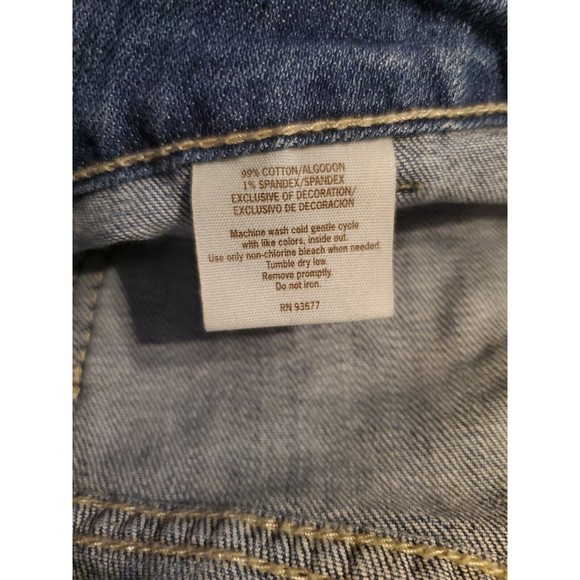 99% COTTON/ALGODON
1% SPANDEX/SPANDEX
EXCLUSIVE OF DECORATION/
EXCLUSIVO DE DECORACIÓN
Machine wash cold gentle cycle
with like colors, inside out.
Use only non-chlorine bleach when needed.
Tumble dry low.
Remove promptly.
Do not iron.
RN 93677